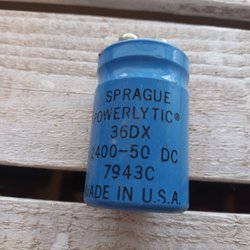 SPRAGUE
POWERLYTIC®
36DX
2400-50 DC
7943C
MADE IN U.S.A.